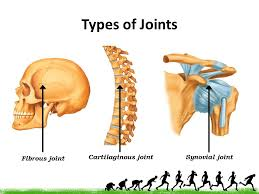 Types of Joints
Fibrous joint
Cartilaginous joint
Synovial joint